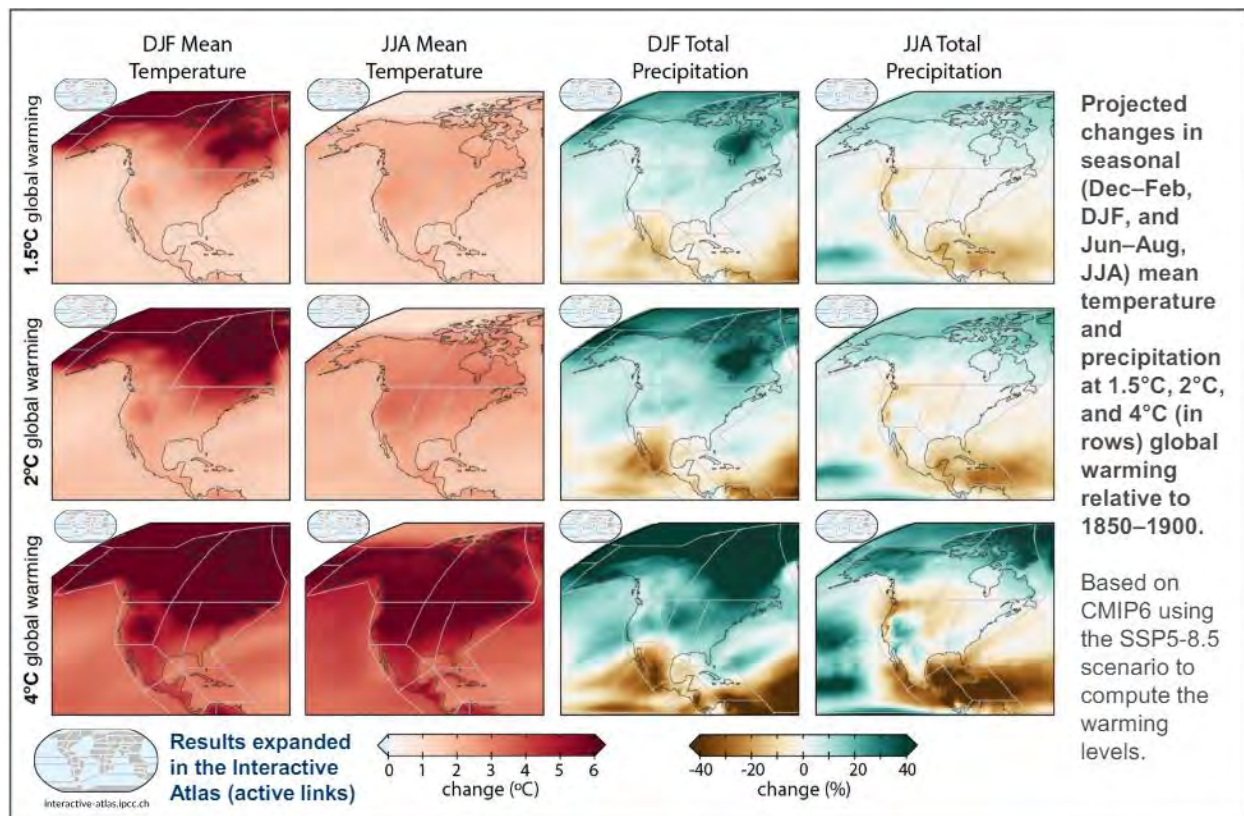 DJF Mean
Temperature
JJA Mean
Temperature
DJF Total
Precipitation
JJA Total
Precipitation
1.5ºC global warming
2ºC global warming
4ºC global warming
Projected
changes in
seasonal
(Dec–Feb,
DJF, and
Jun–Aug,
JJA) mean
temperature
and
precipitation
at 1.5°C, 2°C,
and 4°C (in
rows) global
warming
relative to
1850–1900.
Based on
CMIP6 using
the SSP5-8.5
scenario to
compute the
warming
levels.
interactive-atlas.ipcc.ch
Results expanded
in the Interactive
Atlas (active links)
0 1 2 3 4 5 6
change (ºC)
-40 -20 0 20 40
change (%)